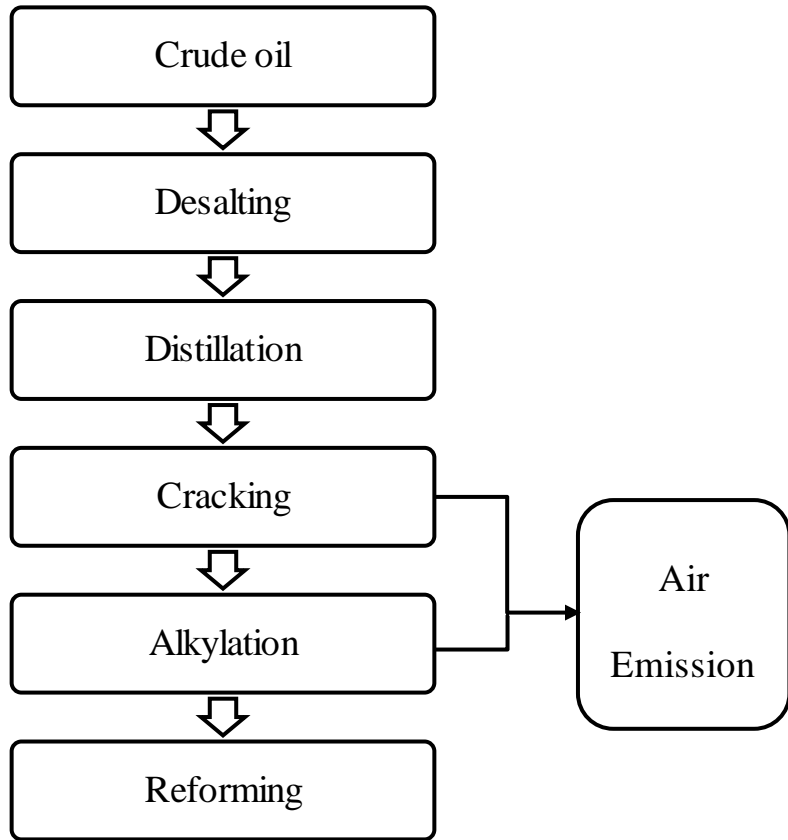 Crude oil
Desalting
Distillation
Cracking
Alkylation
Reforming
Air
Emission